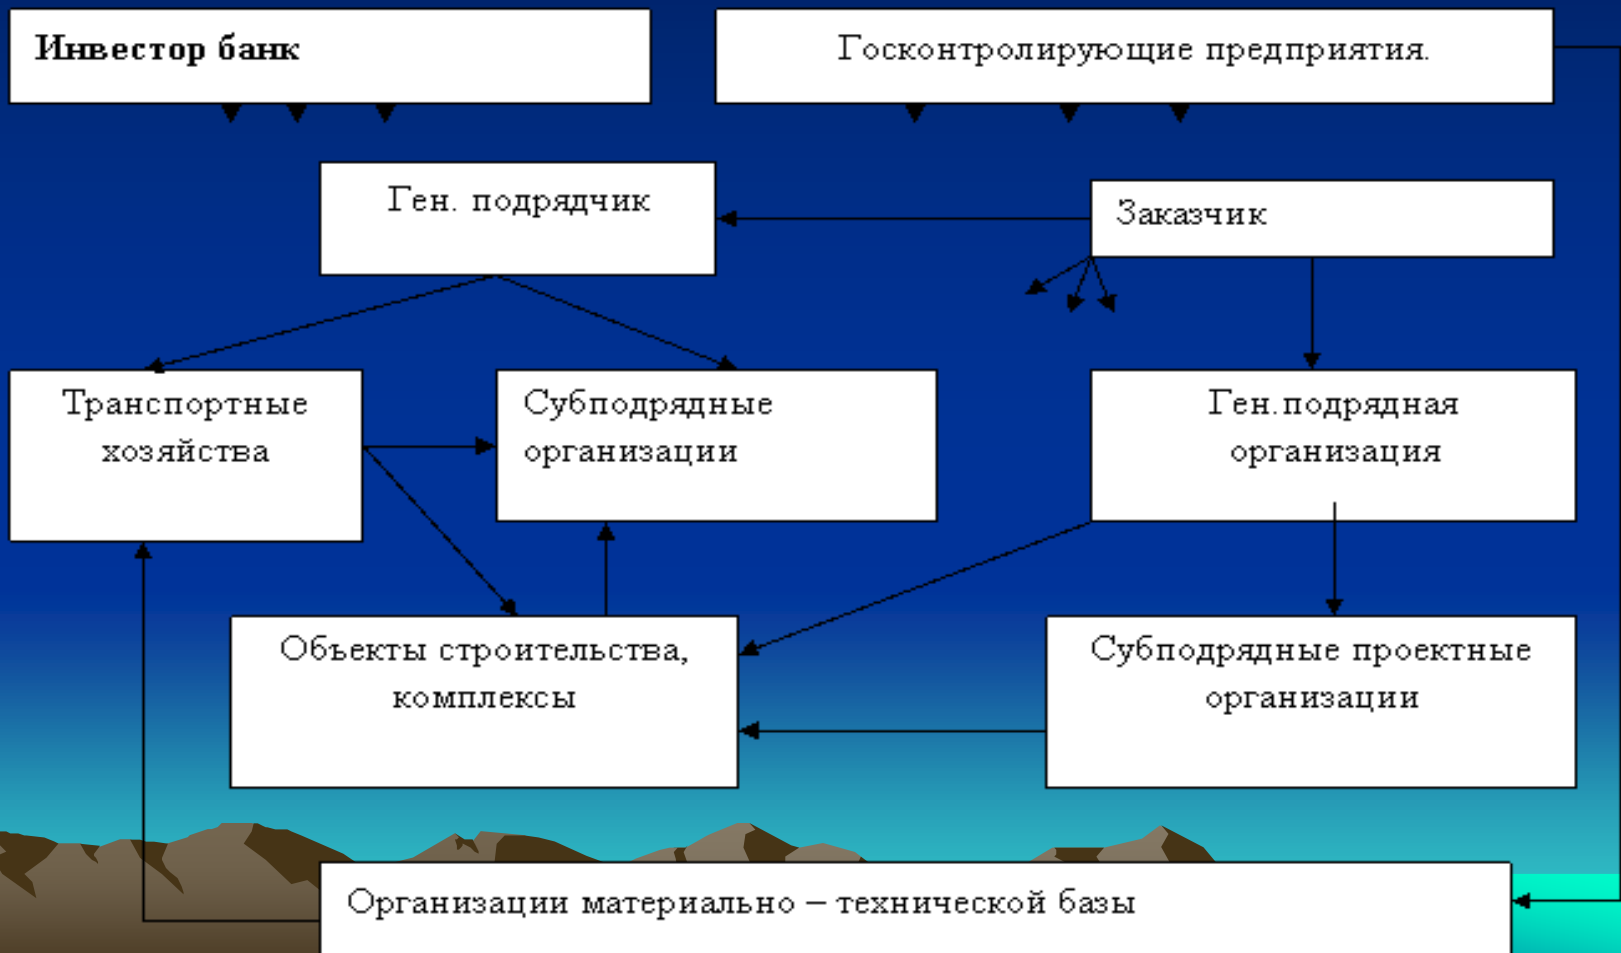 Инвестор банк
Госконтролирующие предприятия.
Ген. подрядчик
Заказчик
Транспортные
хозяйства
Субподрядные
организации
Ген.подрядная
организация
Объекты строительства,
комплексы
Субподрядные проектные
организации
Организации материально – технической базы